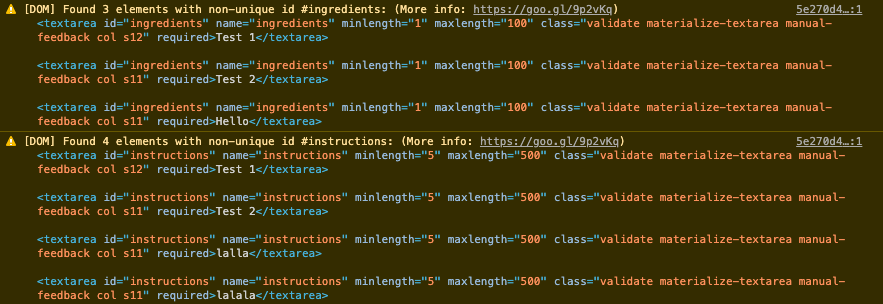 [DOM] Found 3 elements with non-unique id #ingredients: (More info: https://goo.gl/9p2vKq) 5e270d4…:1
<textarea id="ingredients" name="ingredients" minlength="1" maxlength="100" class="validate materialize-textarea manual-
feedback col s12" required>Test 1</textarea>
<textarea id="ingredients" name="ingredients" minlength="1" maxlength="100" class="validate materialize-textarea manual-
feedback col s11" required>Test 2</textarea>
<textarea id="ingredients" name="ingredients" minlength="1" maxlength="100" class="validate materialize-textarea manual-
feedback col s11" required>Hello</textarea>
[DOM] Found 4 elements with non-unique id #instructions: (More info: https://goo.gl/9p2vKq) 5e270d4…:1
<textarea id="instructions" name="instructions" minlength="5" maxlength="500" class="validate materialize-textarea manual-
feedback col s12" required>Test 1</textarea>
<textarea id="instructions" name="instructions" minlength="5" maxlength="500" class="validate materialize-textarea manual-
feedback col s11" required>Test 2</textarea>
<textarea id="instructions" name="instructions" minlength="5" maxlength="500" class="validate materialize-textarea manual-
feedback col s11" required>lalla</textarea>
<textarea id="instructions" name="instructions" minlength="5" maxlength="500" class="validate materialize-textarea manual-
feedback col s11" required>lalala</textarea>